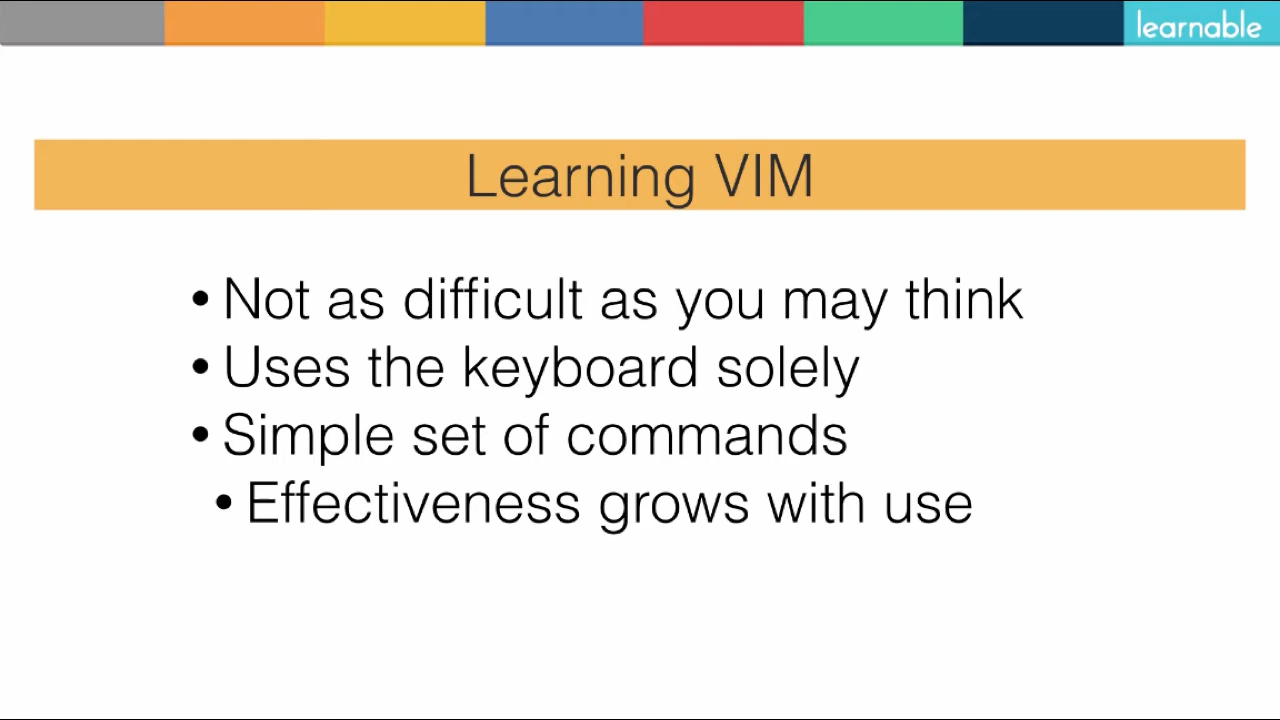 learnable
Learning VIM
• Not as difficult as you may think
• Uses the keyboard solely
• Simple set of commands
• Effectiveness grows with use